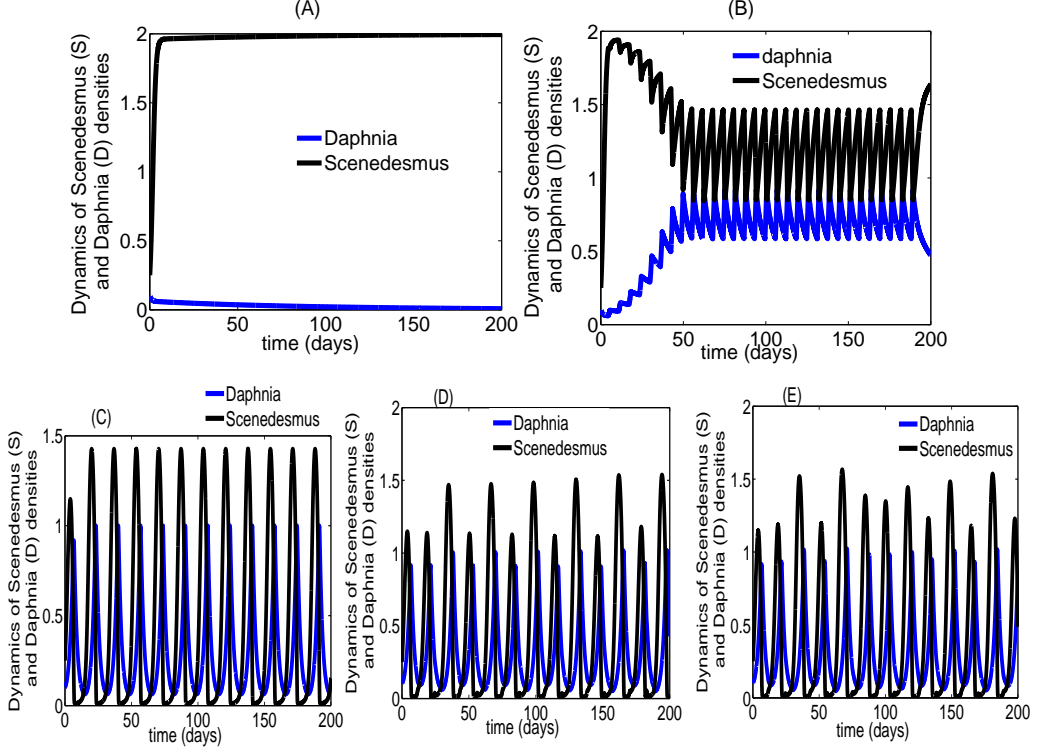 (A)
Dynamics of Scenedesmus (S)
and Daphnia (D) densities
2
1.5
1
0.5
0
0 50 100 150 200
time (days)
Daphnia
Scenedesmus
(B)
Dynamics of Scenedesmus (S)
and Daphnia (D) densities
2
1.5
1
0.5
0
0 50 100 150 200
time (days)
daphnia
Scenedesmus
(C)
Daphnia
Scenedesmus
Dynamics of Scenedesmus (S)
and Daphnia (D) densities
1.5
1
0.5
0
0 50 100 150 200
time (days)
(D)
Daphnia
Scenedesmus
Dynamics of Scenedesmus (S)
and Daphnia (D) densities
2
1.5
1
0.5
0
0 50 100 150 200
time (days)
(E)
Daphnia
Scenedesmus
Dynamics of Scenedesmus (S)
and Daphnia (D) densities
2
1.5
1
0.5
0
0 50 100 150 200
time (days)